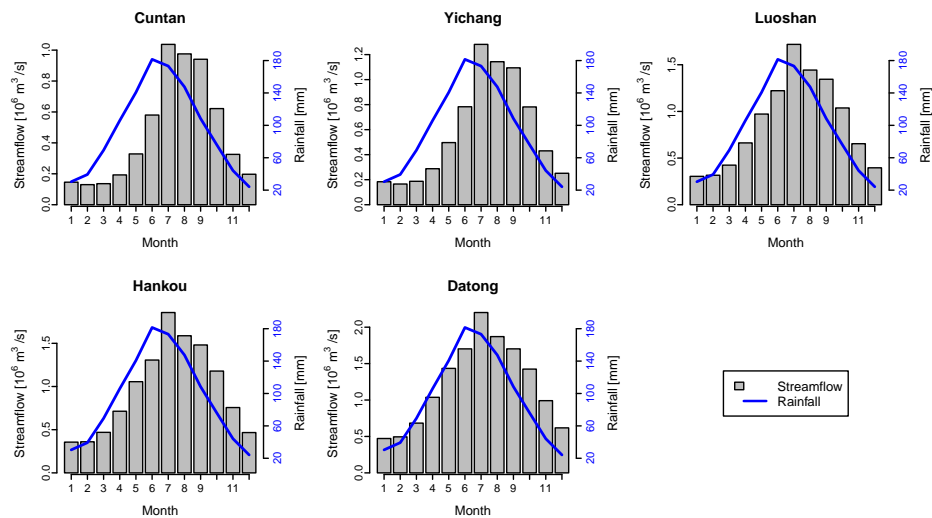 Cuntan
Streamflow [10⁶ m³ /s]
0.0 0.2 0.4 0.6 0.8 1.0
20 60 100 140 180
Rainfall [mm]
1 2 3 4 5 6 7 8 9 11
Month
Yichang
Streamflow [10⁶ m³ /s]
0.0 0.2 0.4 0.6 0.8 1.0 1.2
20 60 100 140 180
Rainfall [mm]
1 2 3 4 5 6 7 8 9 11
Month
Luoshan
Streamflow [10⁶ m³ /s]
0.0 0.5 1.0 1.5
20 60 100 140 180
Rainfall [mm]
1 2 3 4 5 6 7 8 9 11
Month
Hankou
Streamflow [10⁶ m³ /s]
0.0 0.5 1.0 1.5
20 60 100 140 180
Rainfall [mm]
1 2 3 4 5 6 7 8 9 11
Month
Datong
Streamflow [10⁶ m³ /s]
0.0 0.5 1.0 1.5 2.0
20 60 100 140 180
Rainfall [mm]
1 2 3 4 5 6 7 8 9 11
Month
Streamflow
Rainfall